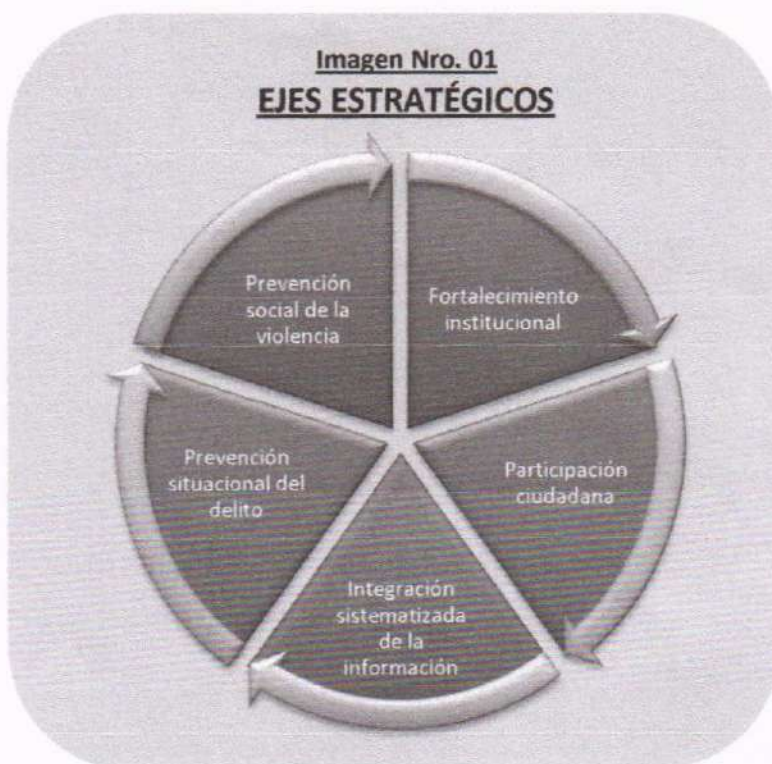 Imagen Nro. 01
EJES ESTRATÉGICOS
Prevención
social de la
violencia
Fortalecimiento
institucional
Participación
ciudadana
Integración
sistematizada
de la
información
Prevención
situacional del
delito